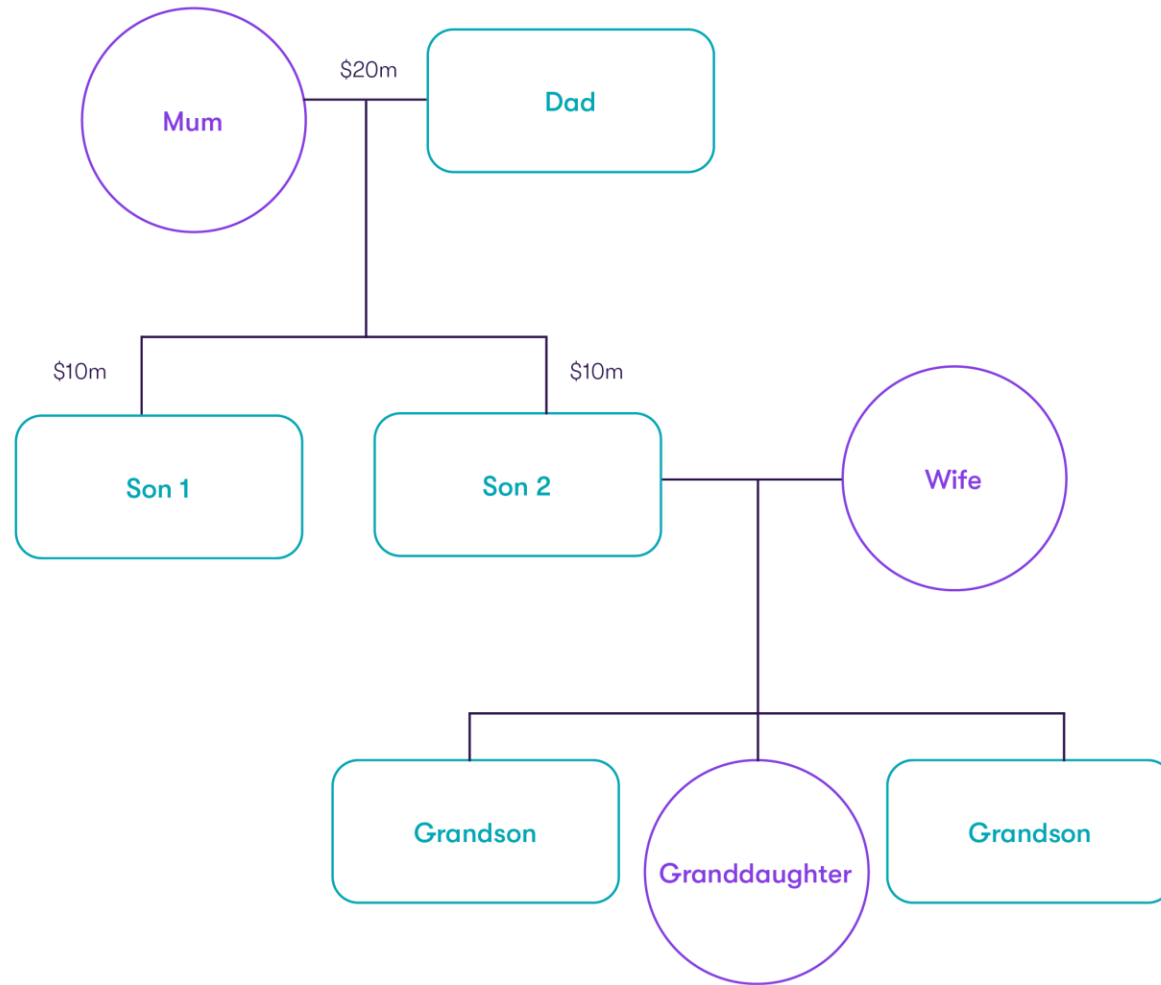 $20m
Mum
Dad
$10m
$10m
Son 1
Son 2
Wife
Grandson
Granddaughter
Grandson